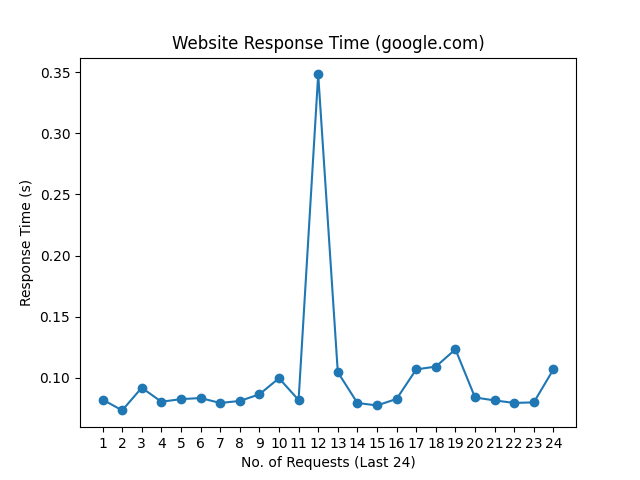 Website Response Time (google.com)
0.35
0.30
0.25
0.20
0.15
0.10
Response Time (s)
1 2 3 4 5 6 7 8 9 10 11 12 13 14 15 16 17 18 19 20 21 22 23 24
No. of Requests (Last 24)